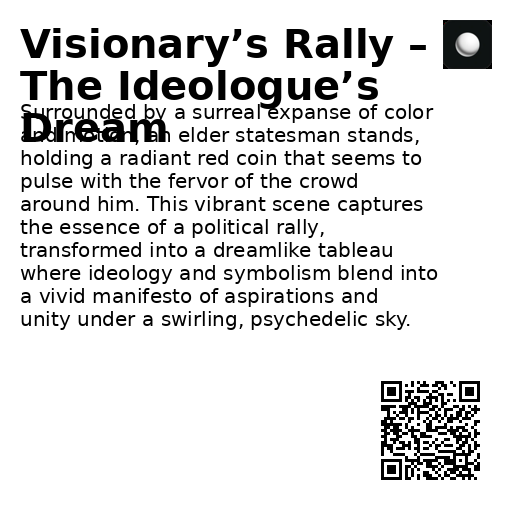 Visionary’s Rally –
The Ideologue’s
Dream
Surrounded by a surreal expanse of color
and motion, an elder statesman stands,
holding a radiant red coin that seems to
pulse with the fervor of the crowd
around him. This vibrant scene captures
the essence of a political rally,
transformed into a dreamlike tableau
where ideology and symbolism blend into
a vivid manifesto of aspirations and
unity under a swirling, psychedelic sky.